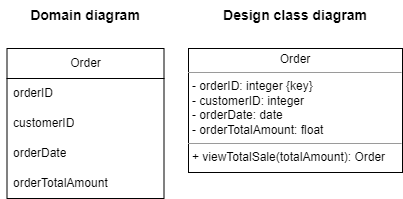 Domain diagram
Order
orderID
customerID
orderDate
orderTotalAmount
Design class diagram
Order
- orderID: integer {key}
- customerID: integer
- orderDate: date
- orderTotalAmount: float
+ viewTotalSale(totalAmount): Order